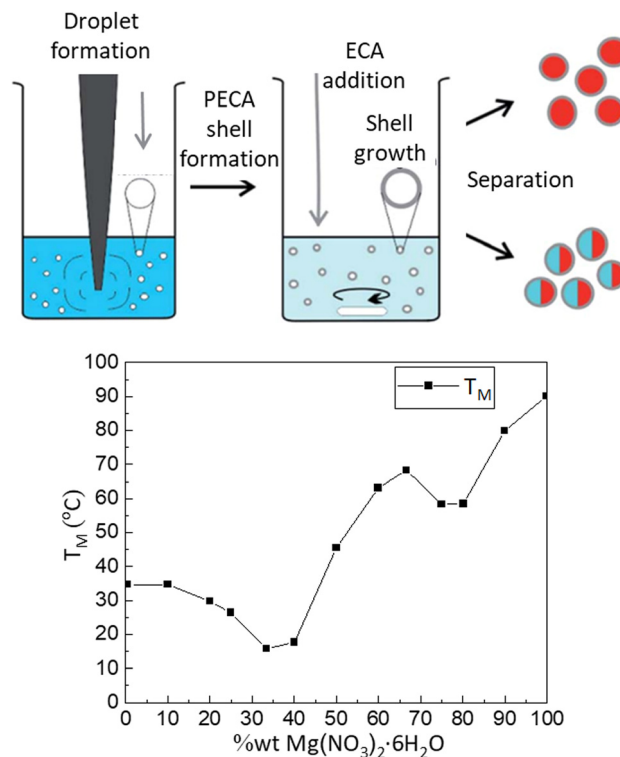 Droplet
formation
PECA
shell
formation
ECA
addition
Shell
growth
Separation
T_M
T_M (°C)
100
90
80
70
60
50
40
30
20
10
0
0 10 20 30 40 50 60 70 80 90 100
%wt Mg(NO₃)₂·6H₂O